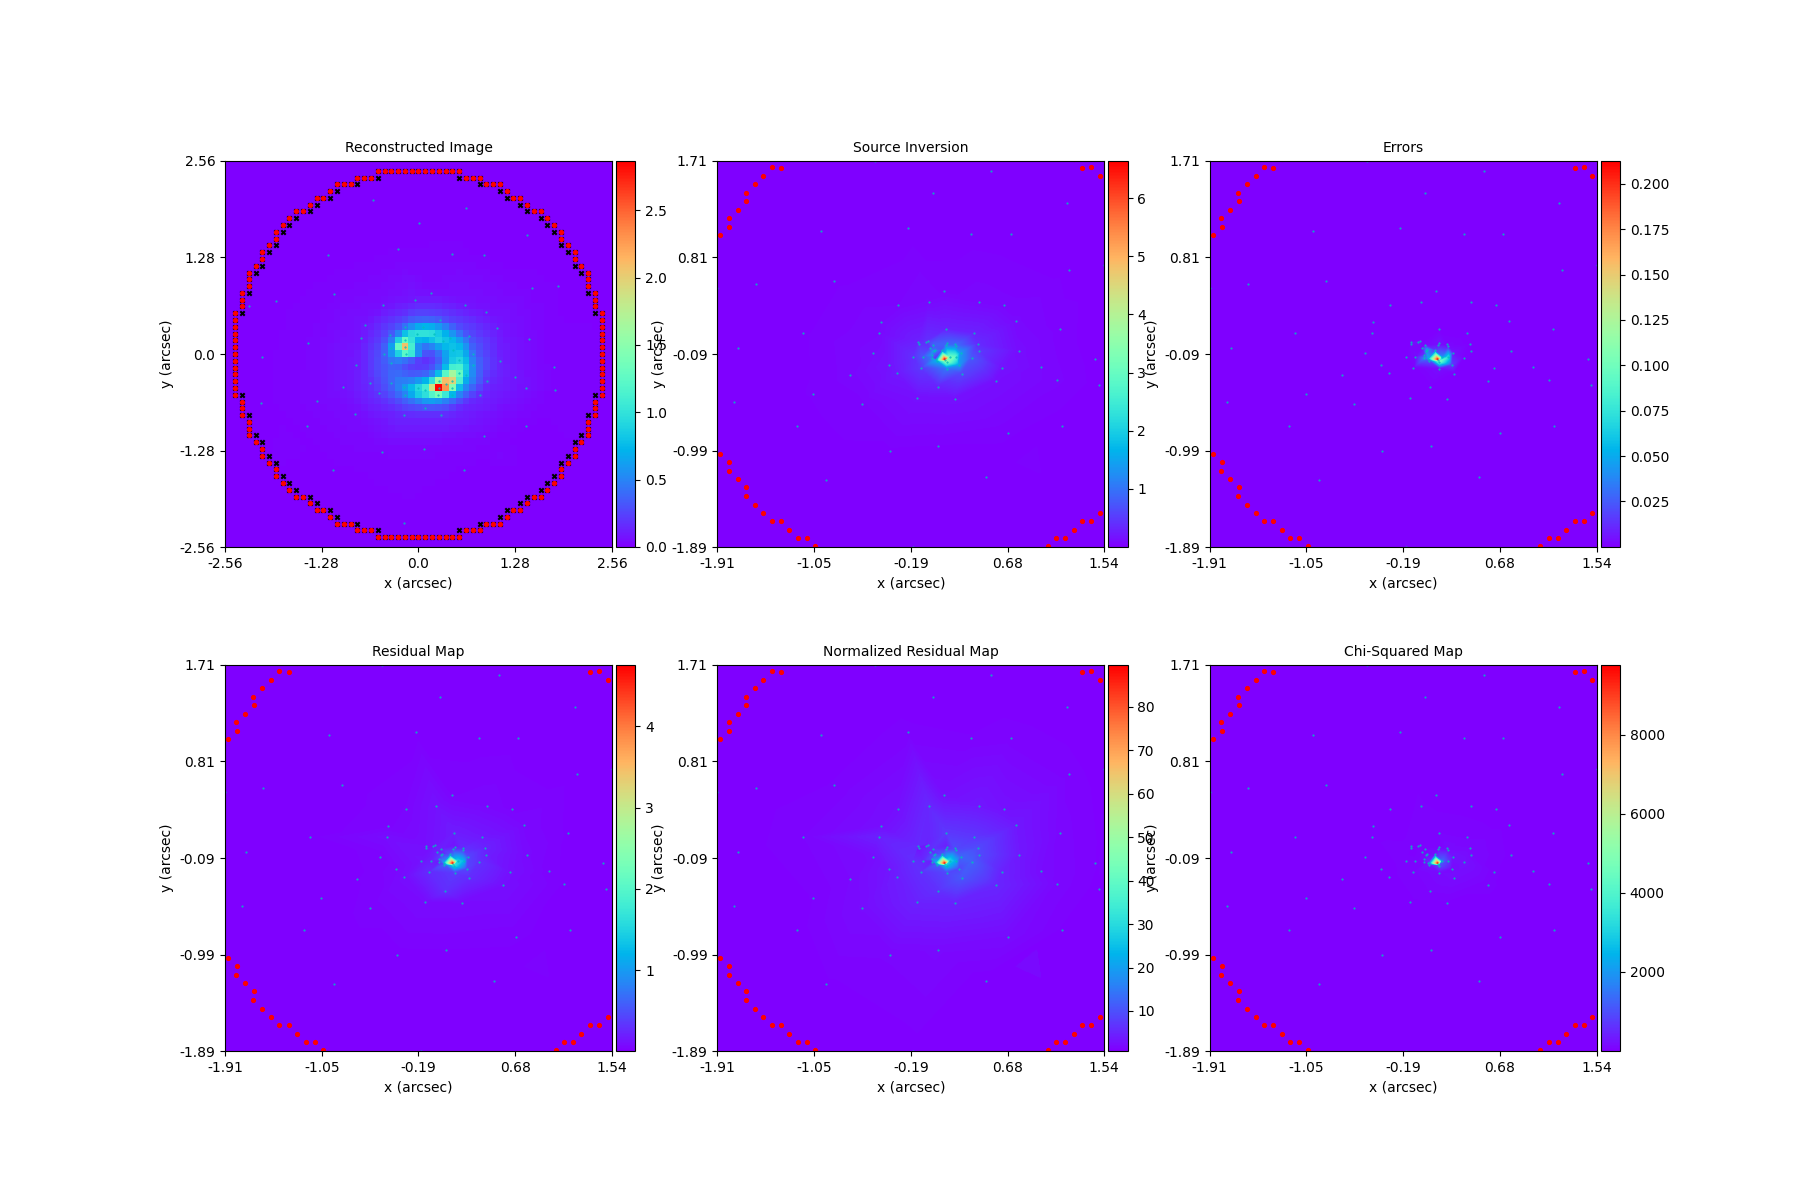 Reconstructed Image
2.56
1.28
0.0
-1.28
-2.56
y (arcsec)
-2.56 -1.28 0.0 1.28 2.56
x (arcsec)
2.5
2.0
1.5
1.0
0.5
0.0
Source Inversion
1.71
0.81
-0.09
-0.99
-1.89
y (arcsec)
-1.91 -1.05 -0.19 0.68 1.54
x (arcsec)
6
5
4
3
2
1
Errors
1.71
0.81
-0.09
-0.99
-1.89
y (arcsec)
-1.91 -1.05 -0.19 0.68 1.54
x (arcsec)
0.200
0.175
0.150
0.125
0.100
0.075
0.050
0.025
Residual Map
1.71
0.81
-0.09
-0.99
-1.89
y (arcsec)
-1.91 -1.05 -0.19 0.68 1.54
x (arcsec)
4
3
2
1
Normalized Residual Map
1.71
0.81
-0.09
-0.99
-1.89
y (arcsec)
-1.91 -1.05 -0.19 0.68 1.54
x (arcsec)
80
70
60
50
40
30
20
10
Chi-Squared Map
1.71
0.81
-0.09
-0.99
-1.89
y (arcsec)
-1.91 -1.05 -0.19 0.68 1.54
x (arcsec)
8000
6000
4000
2000